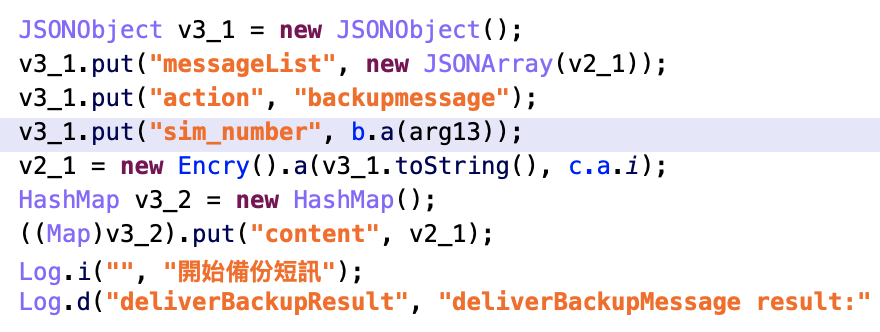 JSONObject v3_1 = new JSONObject();
v3_1.put("messageList", new JSONArray(v2_1));
v3_1.put("action", "backupmessage");
v3_1.put("sim_number", b.a(arg13));
v2_1 = new Encry().a(v3_1.toString(), c.a.i);
HashMap v3_2 = new HashMap();
((Map)v3_2).put("content", v2_1);
Log.i("", "開始備份短訊");
Log.d("deliverBackupResult", "deliverBackupMessage result:"